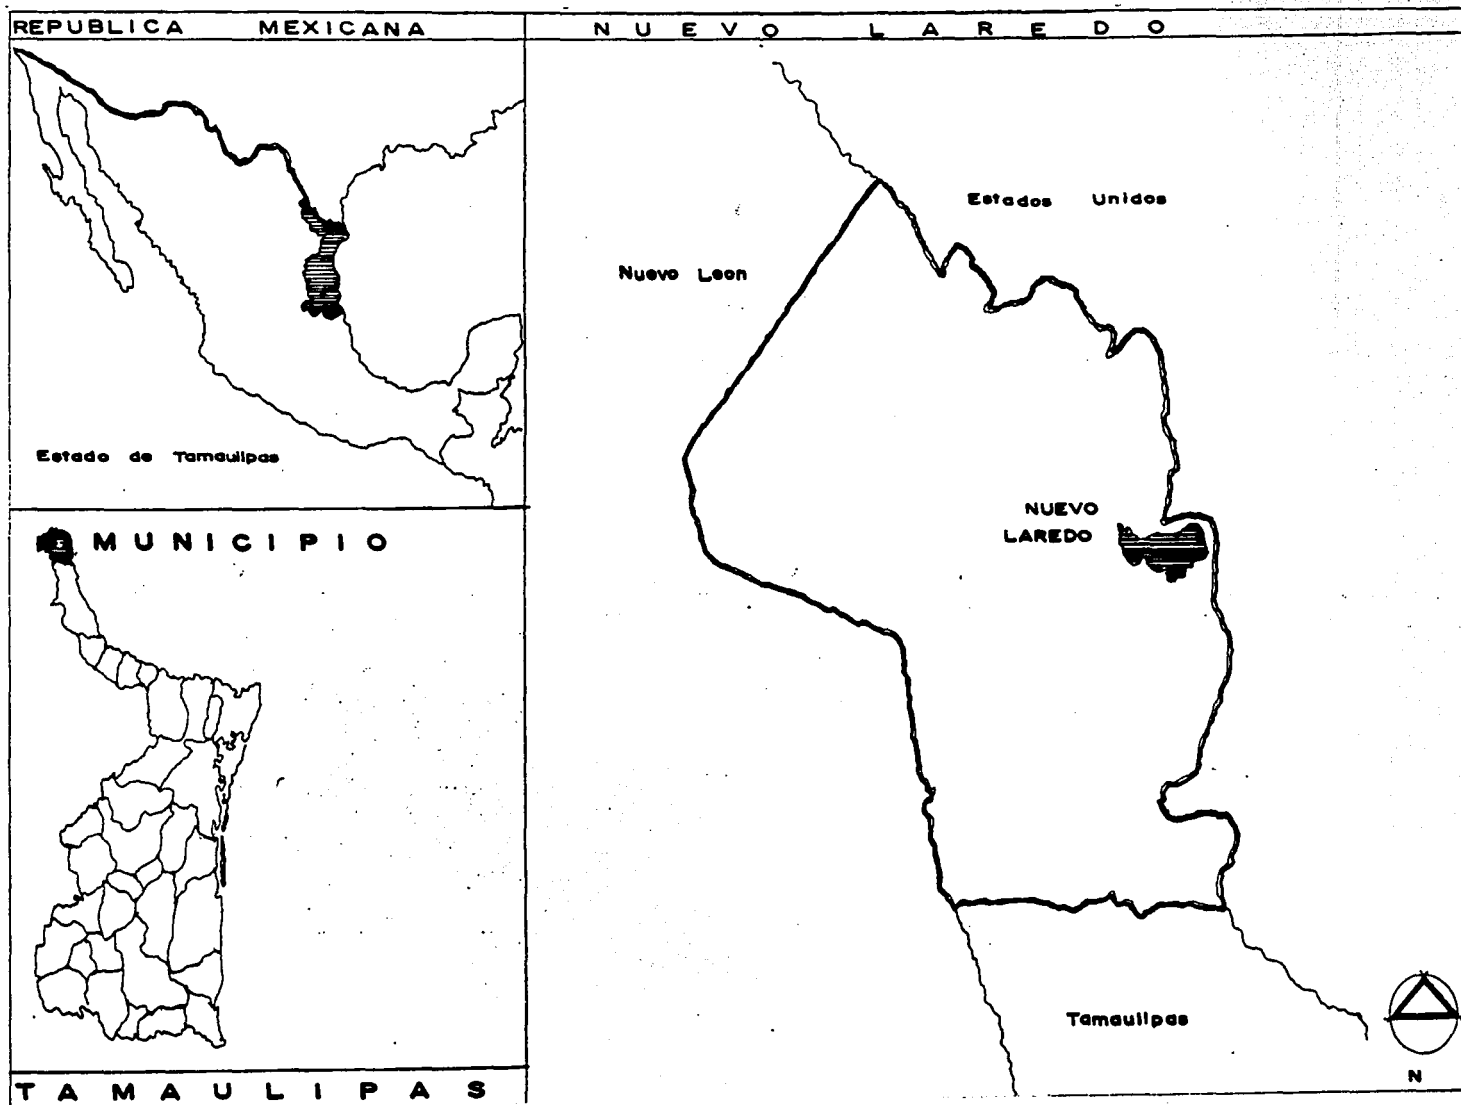 REPUBLICA MEXICANA
NUEVO LAREDO
Estado de Tamaulipas
MUNICIPIO
TAMAULIPAS
Estados Unidos
Nuevo Leon
NUEVO
LAREDO
Tamaulipas
N